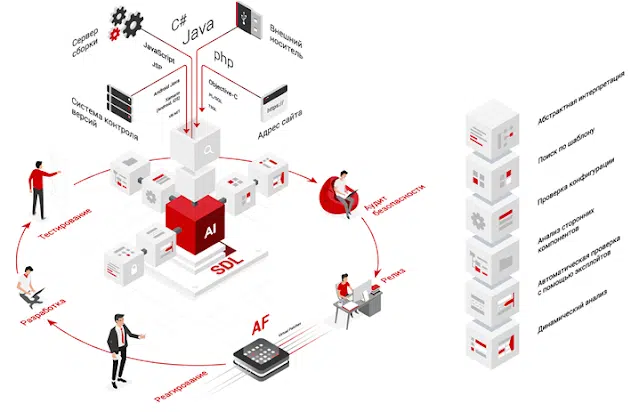 Сервер
сборки
C#
Java
JavaScript
JSP
php
Внешний
носитель
Система контроля
версий
Android Java
Objective-C
PL/SQL
https://
Адрес сайта
AI
SDL
Тестирование
Аудит
безопасности
Разработка
Релиз
AF
Реагирование
Абстрактная интерпретация
Поиск по шаблону
Проверка конфигурации
Анализ сторонних
компонентов
Автоматическая проверка
с помощью эксплойтов
Динамический анализ